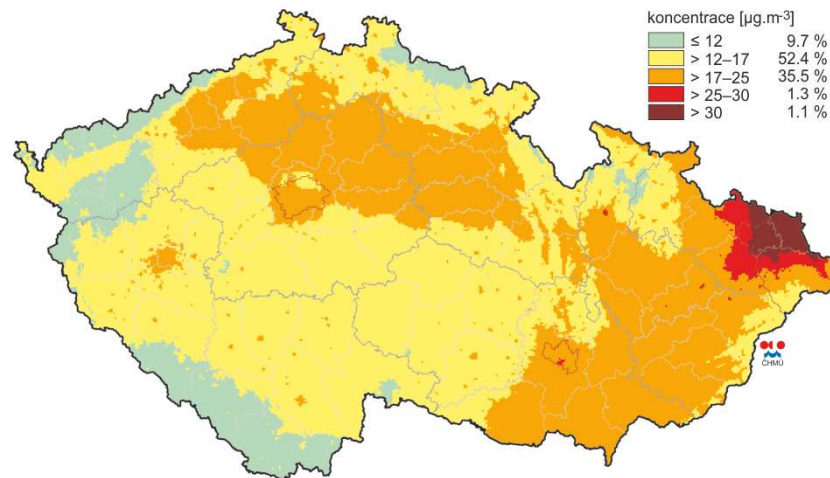 koncentrace [µg.m⁻³]
≤ 12 9.7 %
> 12–17 52.4 %
> 17–25 35.5 %
> 25–30 1.3 %
> 30 1.1 %
ČHMÚ